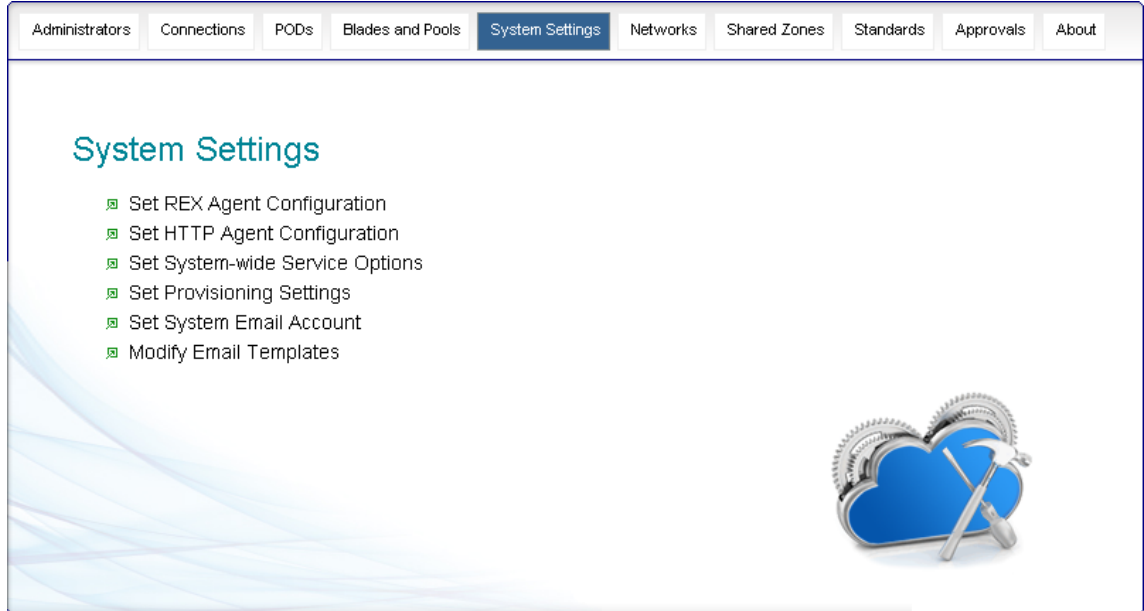 Administrators Connections PODs Blades and Pools System Settings Networks Shared Zones Standards Approvals About
System Settings
Set REX Agent Configuration
Set HTTP Agent Configuration
Set System-wide Service Options
Set Provisioning Settings
Set System Email Account
Modify Email Templates